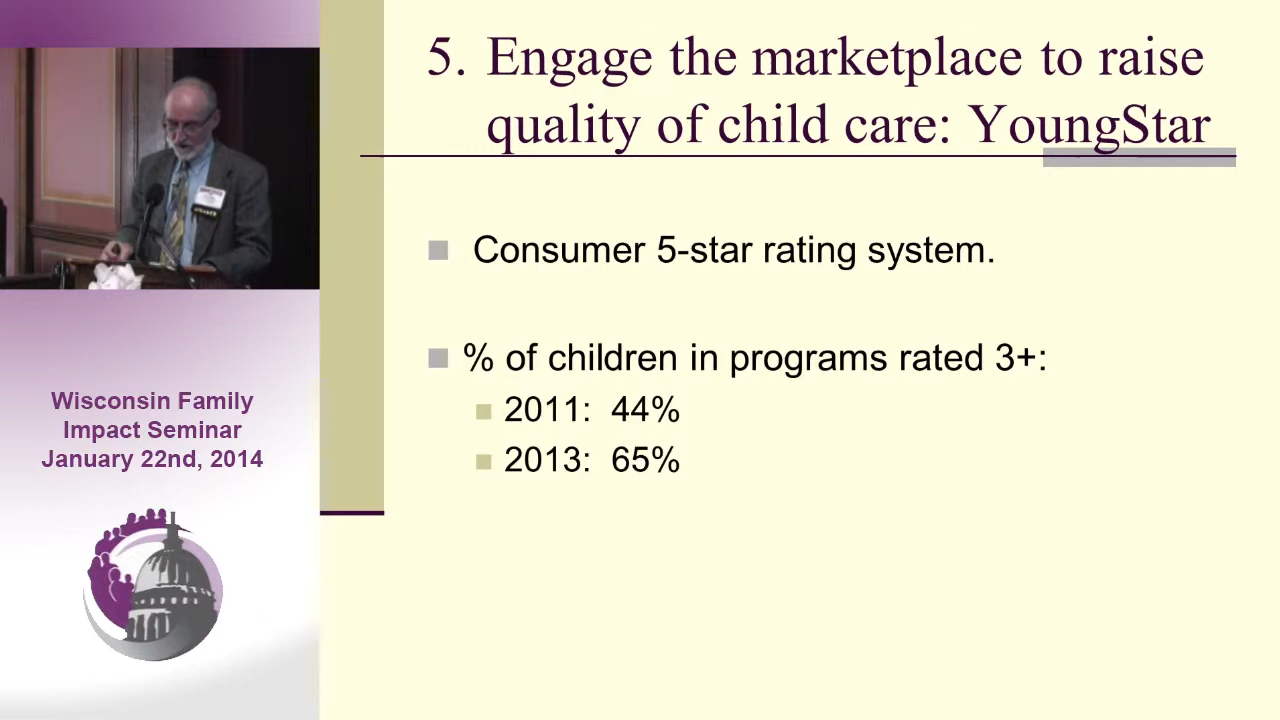 5. Engage the marketplace to raise
quality of child care: YoungStar
Consumer 5-star rating system.
% of children in programs rated 3+:
2011: 44%
2013: 65%
Wisconsin Family
Impact Seminar
January 22nd, 2014